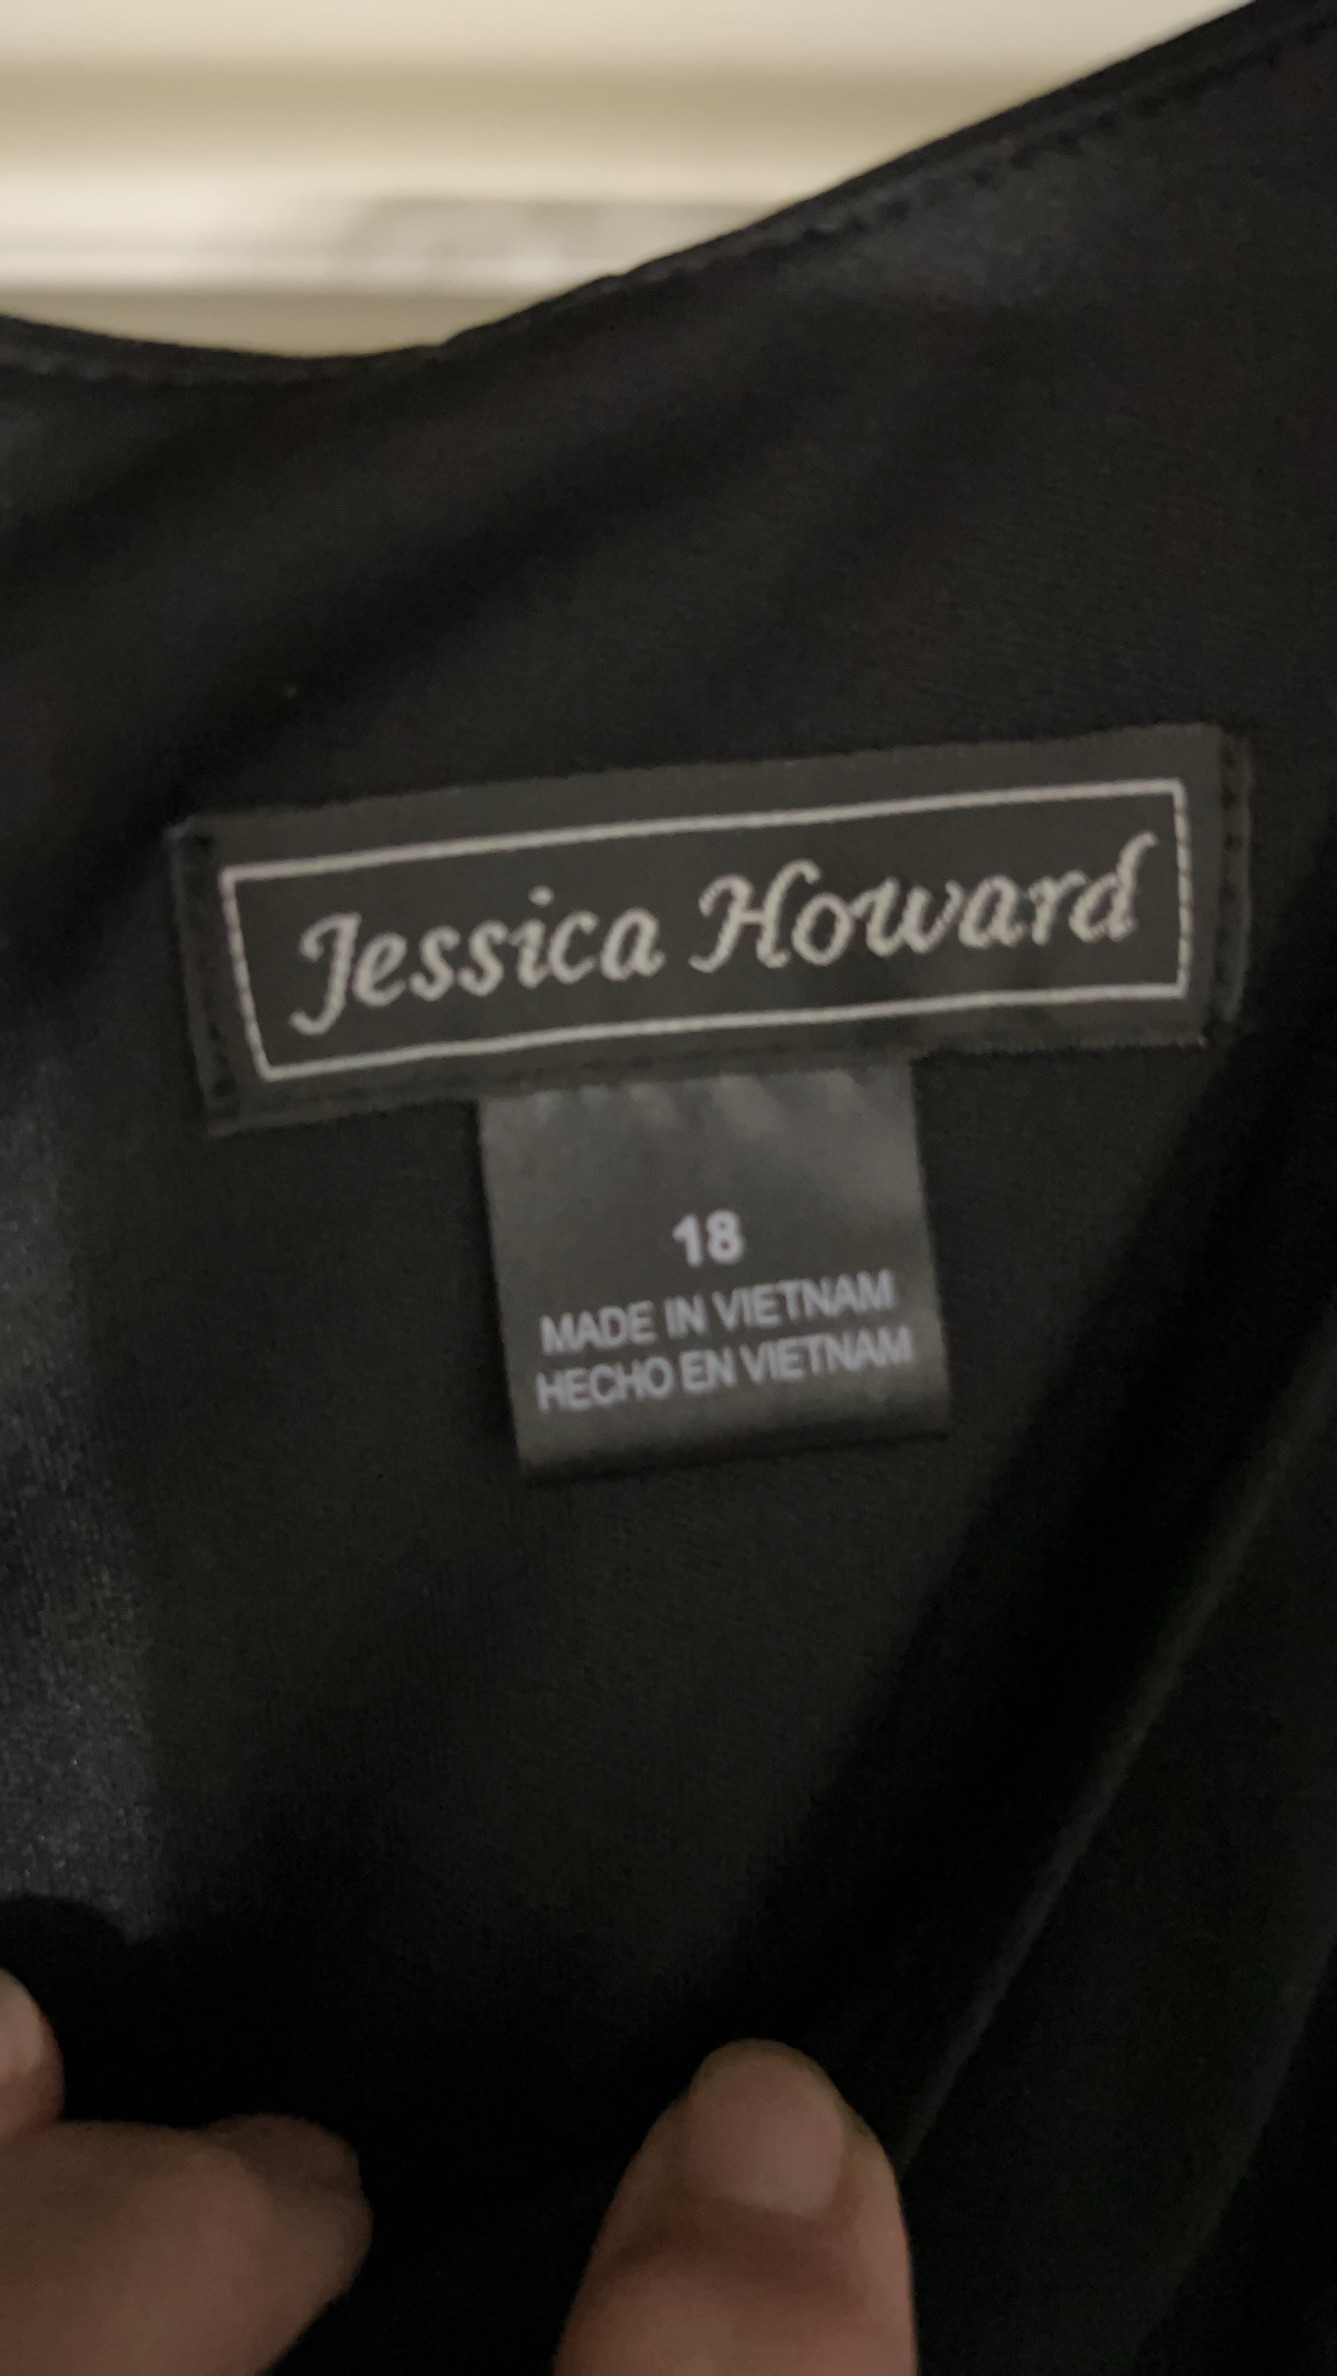 Jessica Howard
18
MADE IN VIETNAM
HECHO EN VIETNAM